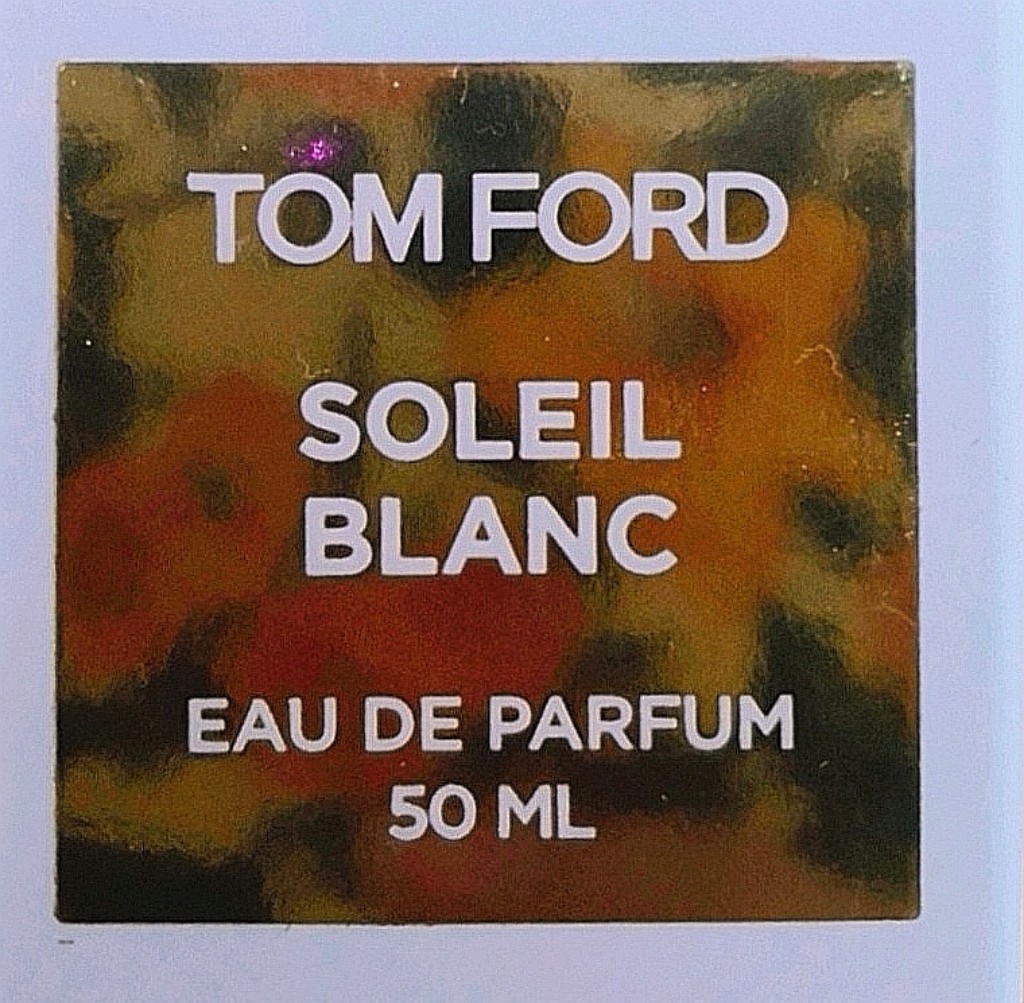 TOM FORD
SOLEIL
BLANC
EAU DE PARFUM
50 ML